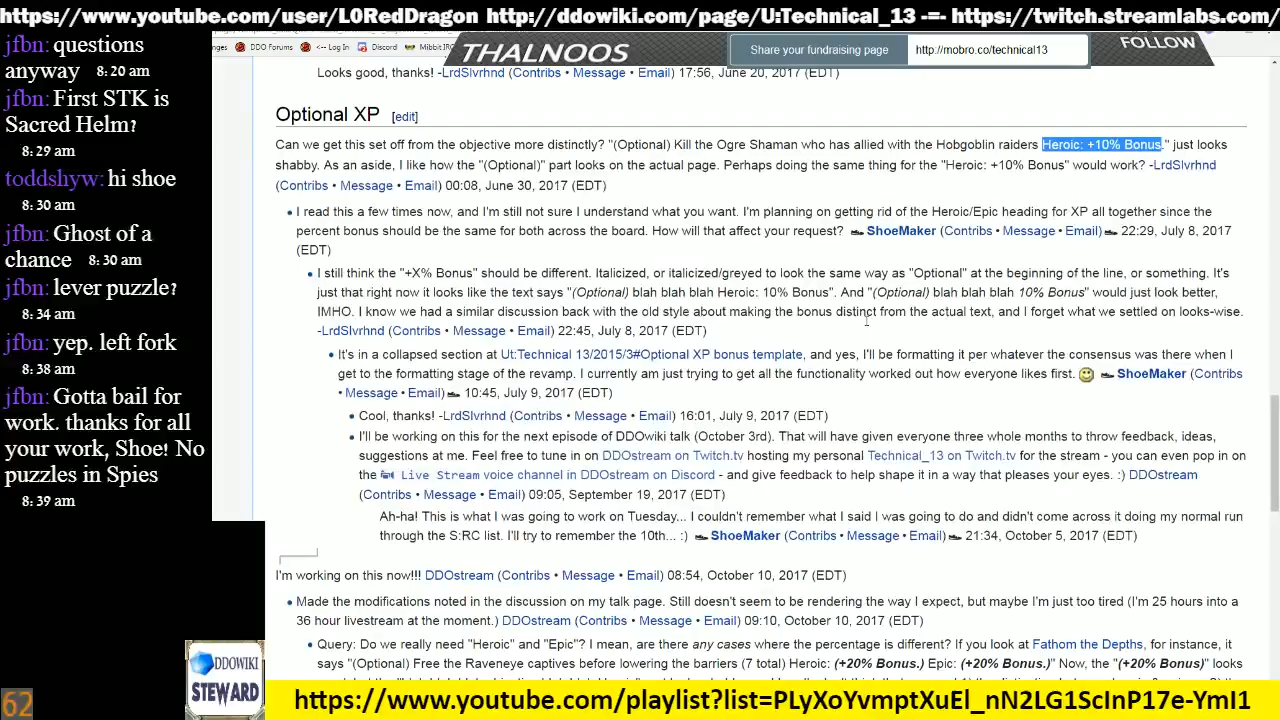 https://www.youtube.com/user/L0RedDragon http://ddowiki.com/page/U:Technical_13 -=- https://twitch.streamlabs.com/
jfbn: questions
anyway 8:20 am
jfbn: First STK is
Sacred Helm?
8:29 am
toddshyw: hi shoe
8:30 am
jfbn: Ghost of a
chance 8:30 am
jfbn: lever puzzle?
8:34 am
jfbn: yep. left fork
8:38 am
jfbn: Gotta bail for
work. thanks for all
your work, Shoe! No
puzzles in Spies
8:39 am
nges DDO Forums <-- Log In Discord Mibbit IRC
THALNOOS
Share your fundraising page http://mobro.co/technical13
FOLLOW
Looks good, thanks! -LrdSlvrhnd (Contribs • Message • Email) 17:56, June 20, 2017 (EDT)
Optional XP [edit]
Can we get this set off from the objective more distinctly? "(Optional) Kill the Ogre Shaman who has allied with the Hobgoblin raiders Heroic: +10% Bonus." just looks
shabby. As an aside, I like how the "(Optional)" part looks on the actual page. Perhaps doing the same thing for the "Heroic: +10% Bonus" would work? -LrdSlvrhnd
(Contribs • Message • Email) 00:08, June 30, 2017 (EDT)
I read this a few times now, and I'm still not sure I understand what you want. I'm planning on getting rid of the Heroic/Epic heading for XP all together since the
percent bonus should be the same for both across the board. How will that affect your request? ShoeMaker (Contribs • Message • Email) 22:29, July 8, 2017
(EDT)
I still think the "+X% Bonus" should be different. Italicized, or italicized/greyed to look the same way as "Optional" at the beginning of the line, or something. It's
just that right now it looks like the text says "(Optional) blah blah blah Heroic: 10% Bonus". And "(Optional) blah blah blah 10% Bonus" would just look better,
IMHO. I know we had a similar discussion back with the old style about making the bonus distinct from the actual text, and I forget what we settled on looks-wise.
-LrdSlvrhnd (Contribs • Message • Email) 22:45, July 8, 2017 (EDT)
It's in a collapsed section at Ut:Technical 13/2015/3#Optional XP bonus template, and yes, I'll be formatting it per whatever the consensus was there when I
get to the formatting stage of the revamp. I currently am just trying to get all the functionality worked out how everyone likes first. ShoeMaker (Contribs
• Message • Email) 10:45, July 9, 2017 (EDT)
Cool, thanks! -LrdSlvrhnd (Contribs • Message • Email) 16:01, July 9, 2017 (EDT)
I'll be working on this for the next episode of DDOwiki talk (October 3rd). That will have given everyone three whole months to throw feedback, ideas,
suggestions at me. Feel free to tune in on DDOstream on Twitch.tv hosting my personal Technical_13 on Twitch.tv for the stream - you can even pop in on
the Live Stream voice channel in DDOstream on Discord - and give feedback to help shape it in a way that pleases your eyes. :) DDOstream
(Contribs • Message • Email) 09:05, September 19, 2017 (EDT)
Ah-ha! This is what I was going to work on Tuesday... I couldn't remember what I said I was going to do and didn't come across it doing my normal run
through the S:RC list. I'll try to remember the 10th... :) ShoeMaker (Contribs • Message • Email) 21:34, October 5, 2017 (EDT)
I'm working on this now!!! DDOstream (Contribs • Message • Email) 08:54, October 10, 2017 (EDT)
Made the modifications noted in the discussion on my talk page. Still doesn't seem to be rendering the way I expect, but maybe I'm just too tired (I'm 25 hours into a
36 hour livestream at the moment.) DDOstream (Contribs • Message • Email) 09:10, October 10, 2017 (EDT)
Query: Do we really need "Heroic" and "Epic"? I mean, are there any cases where the percentage is different? If you look at Fathom the Depths, for instance, it
says "(Optional) Free the Raveneye captives before lowering the barriers (7 total) Heroic: (+20% Bonus.) Epic: (+20% Bonus.)" Now, the "(+20% Bonus)" looks
DDOWIKI
STEWARD
62
https://www.youtube.com/playlist?list=PLyXoYvmptXuEl_nN2LG1ScInP17e-YmI1